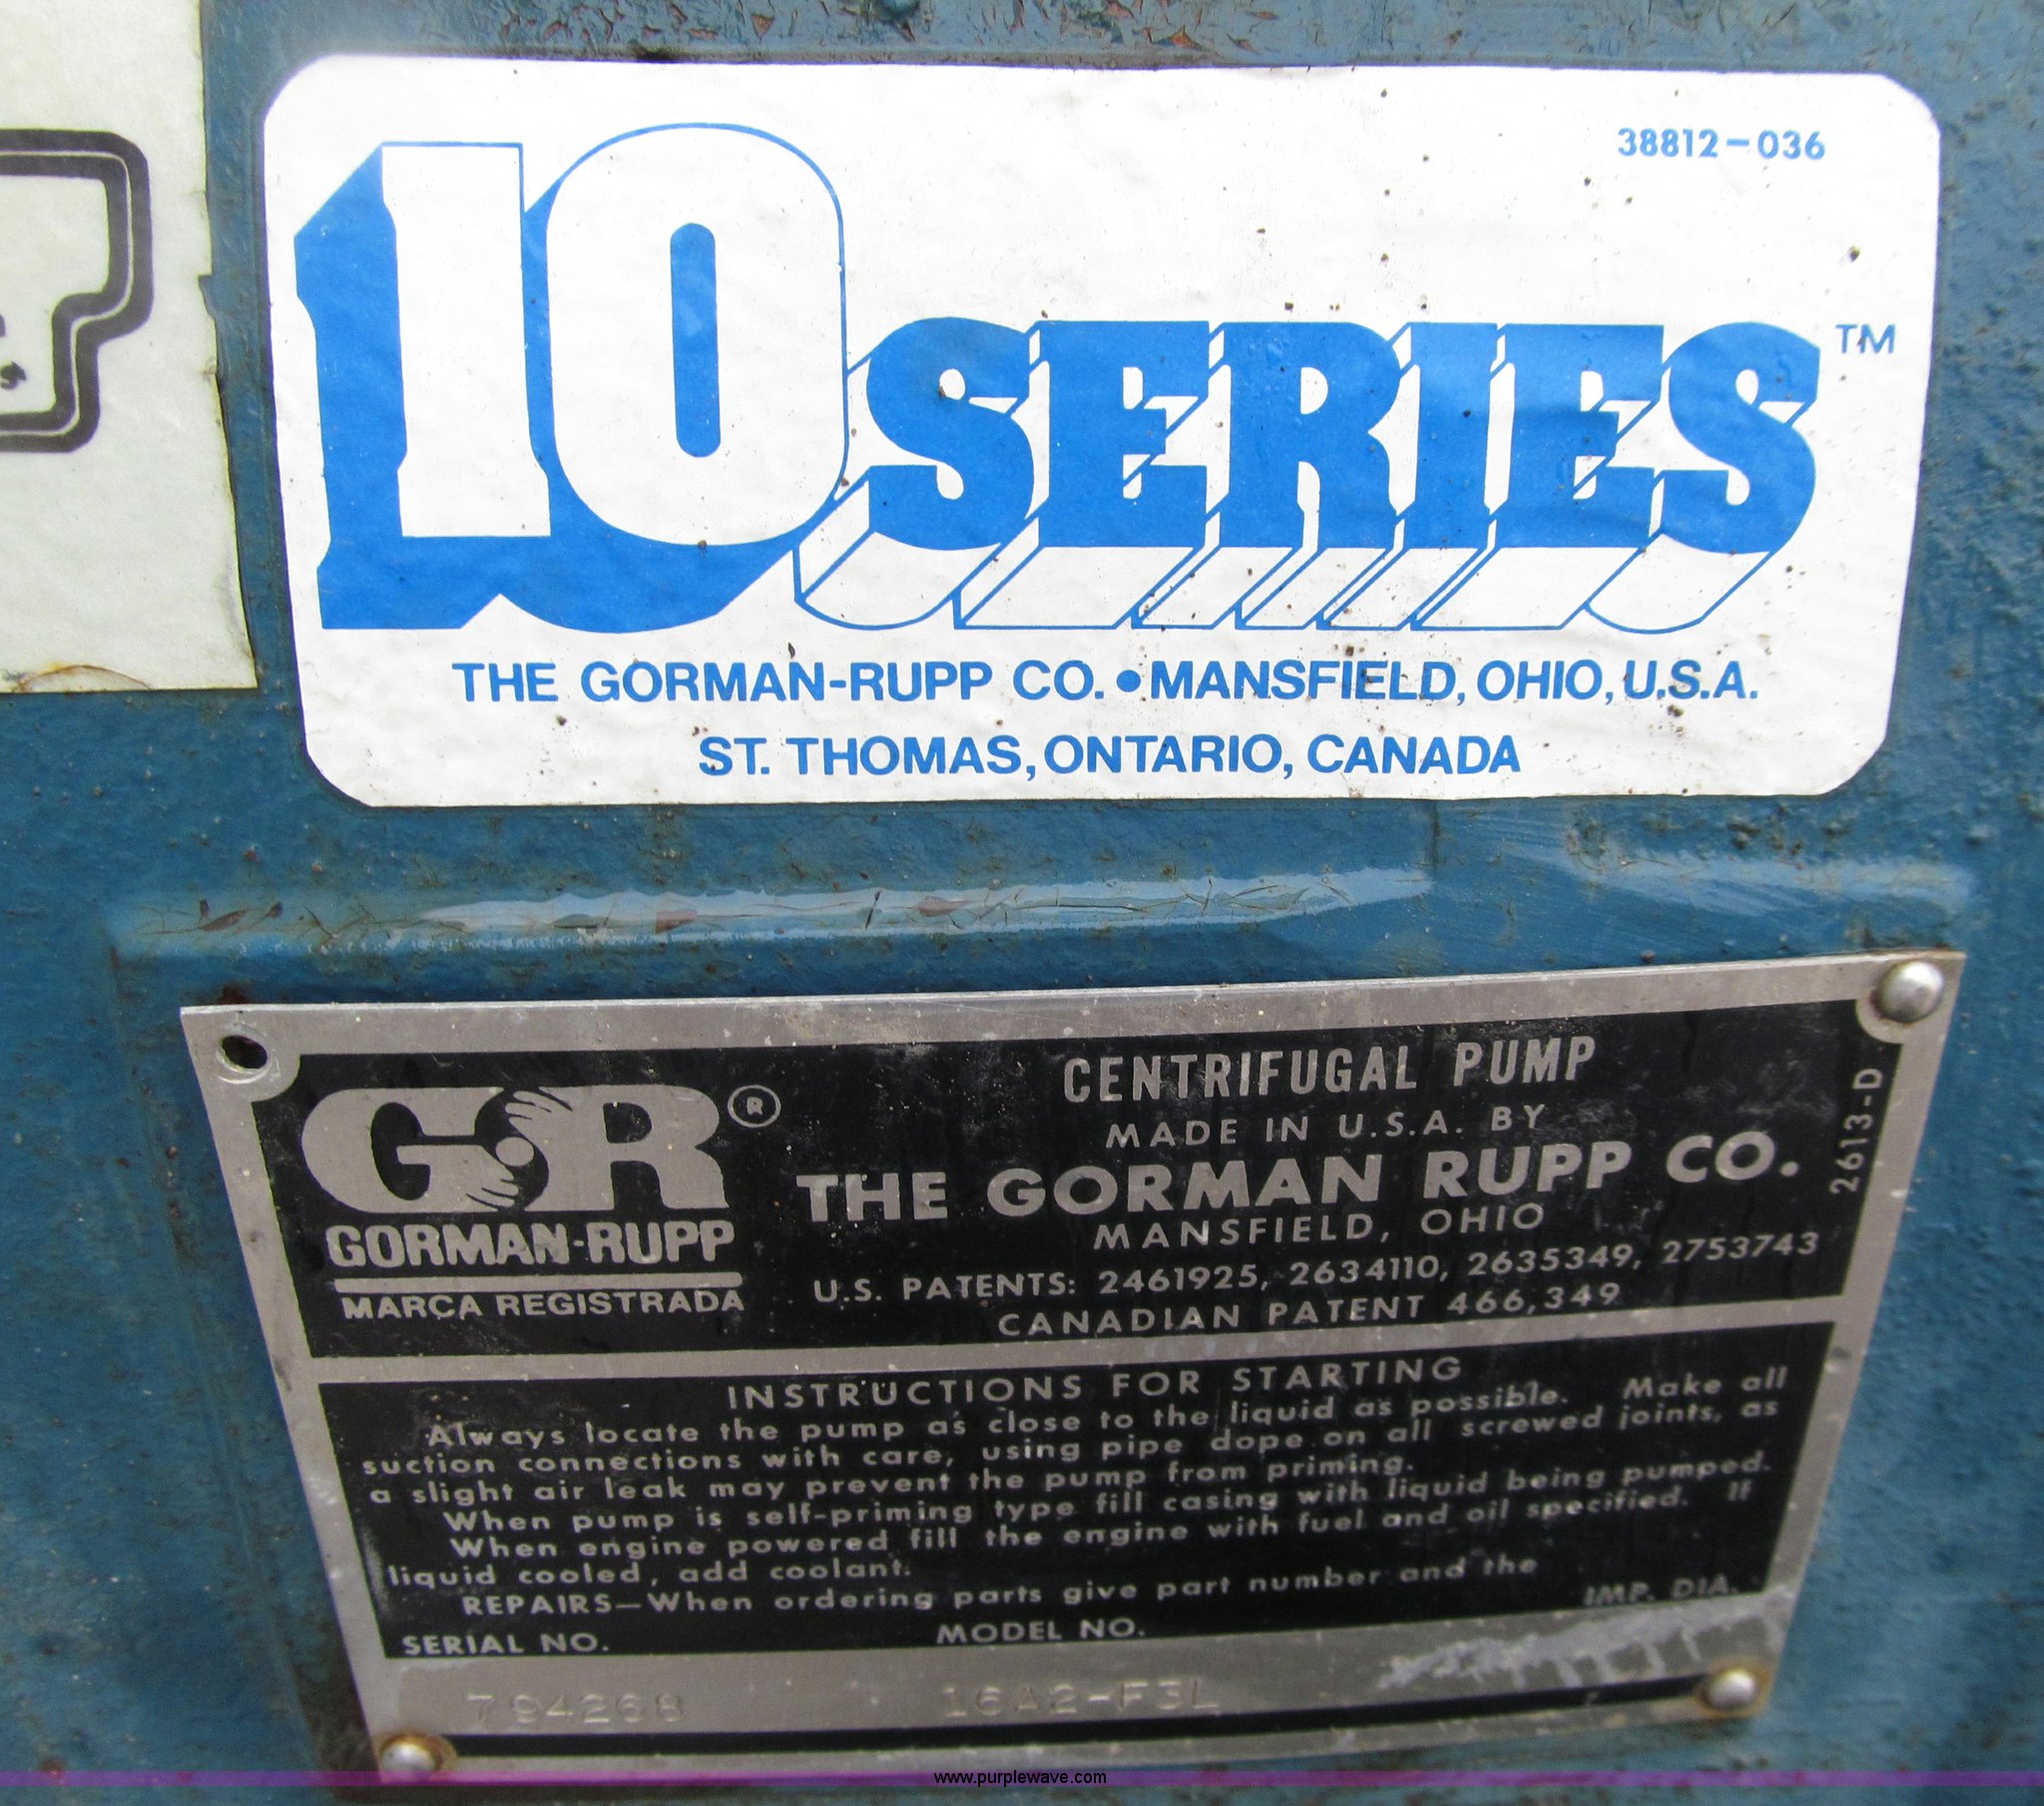 38812-036
10 SERIES TM
THE GORMAN-RUPP CO. • MANSFIELD, OHIO, U.S.A.
ST. THOMAS, ONTARIO, CANADA
GR ®
GORMAN-RUPP
MARCA REGISTRADA
CENTRIFUGAL PUMP
MADE IN U.S.A. BY
THE GORMAN RUPP CO.
MANSFIELD, OHIO
U.S. PATENTS: 2461925, 2634110, 2635349, 2753743
CANADIAN PATENT 466,349
2613-D
INSTRUCTIONS FOR STARTING
Always locate the pump as close to the liquid as possible. Make all
suction connections with care, using pipe dope on all screwed joints, as
a slight air leak may prevent the pump from priming.
When pump is self-priming type fill casing with liquid being pumped.
When engine powered fill the engine with fuel and oil specified. If
liquid cooled, add coolant.
REPAIRS—When ordering parts give part number and the
SERIAL NO. MODEL NO. IMP. DIA.
794268 16A2-F3L
www.purplewave.com